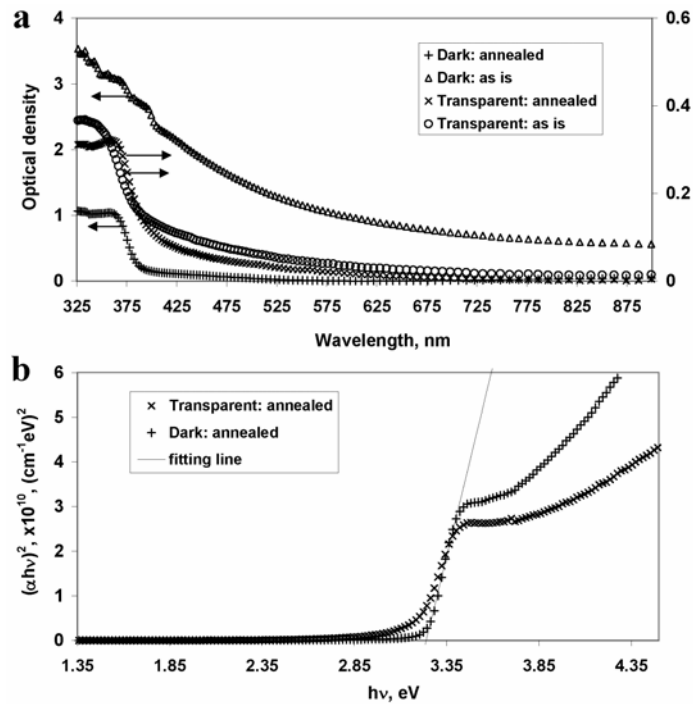 a
4
3
2
1
0
Optical density
0.6
0.4
0.2
0
+ Dark: annealed
△ Dark: as is
× Transparent: annealed
○ Transparent: as is
325 375 425 475 525 575 625 675 725 775 825 875
Wavelength, nm
b
6
5
4
3
2
1
0
(αhν)², x10¹⁰, (cm⁻¹eV)²
× Transparent: annealed
+ Dark: annealed
fitting line
1.35 1.85 2.35 2.85 3.35 3.85 4.35
hν, eV